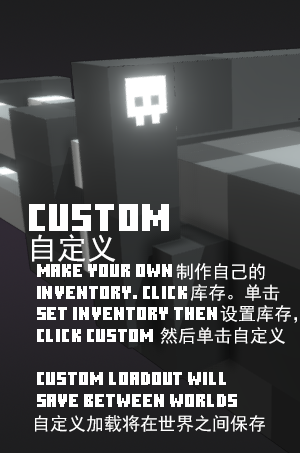 CUSTOM
自定义
MAKE YOUR OWN 制作自己的
INVENTORY. CLICK 库存。单击
SET INVENTORY THEN 设置库存,
CLICK CUSTOM 然后单击自定义
CUSTOM LOADOUT WILL
SAVE BETWEEN WORLDS
自定义加载将在世界之间保存